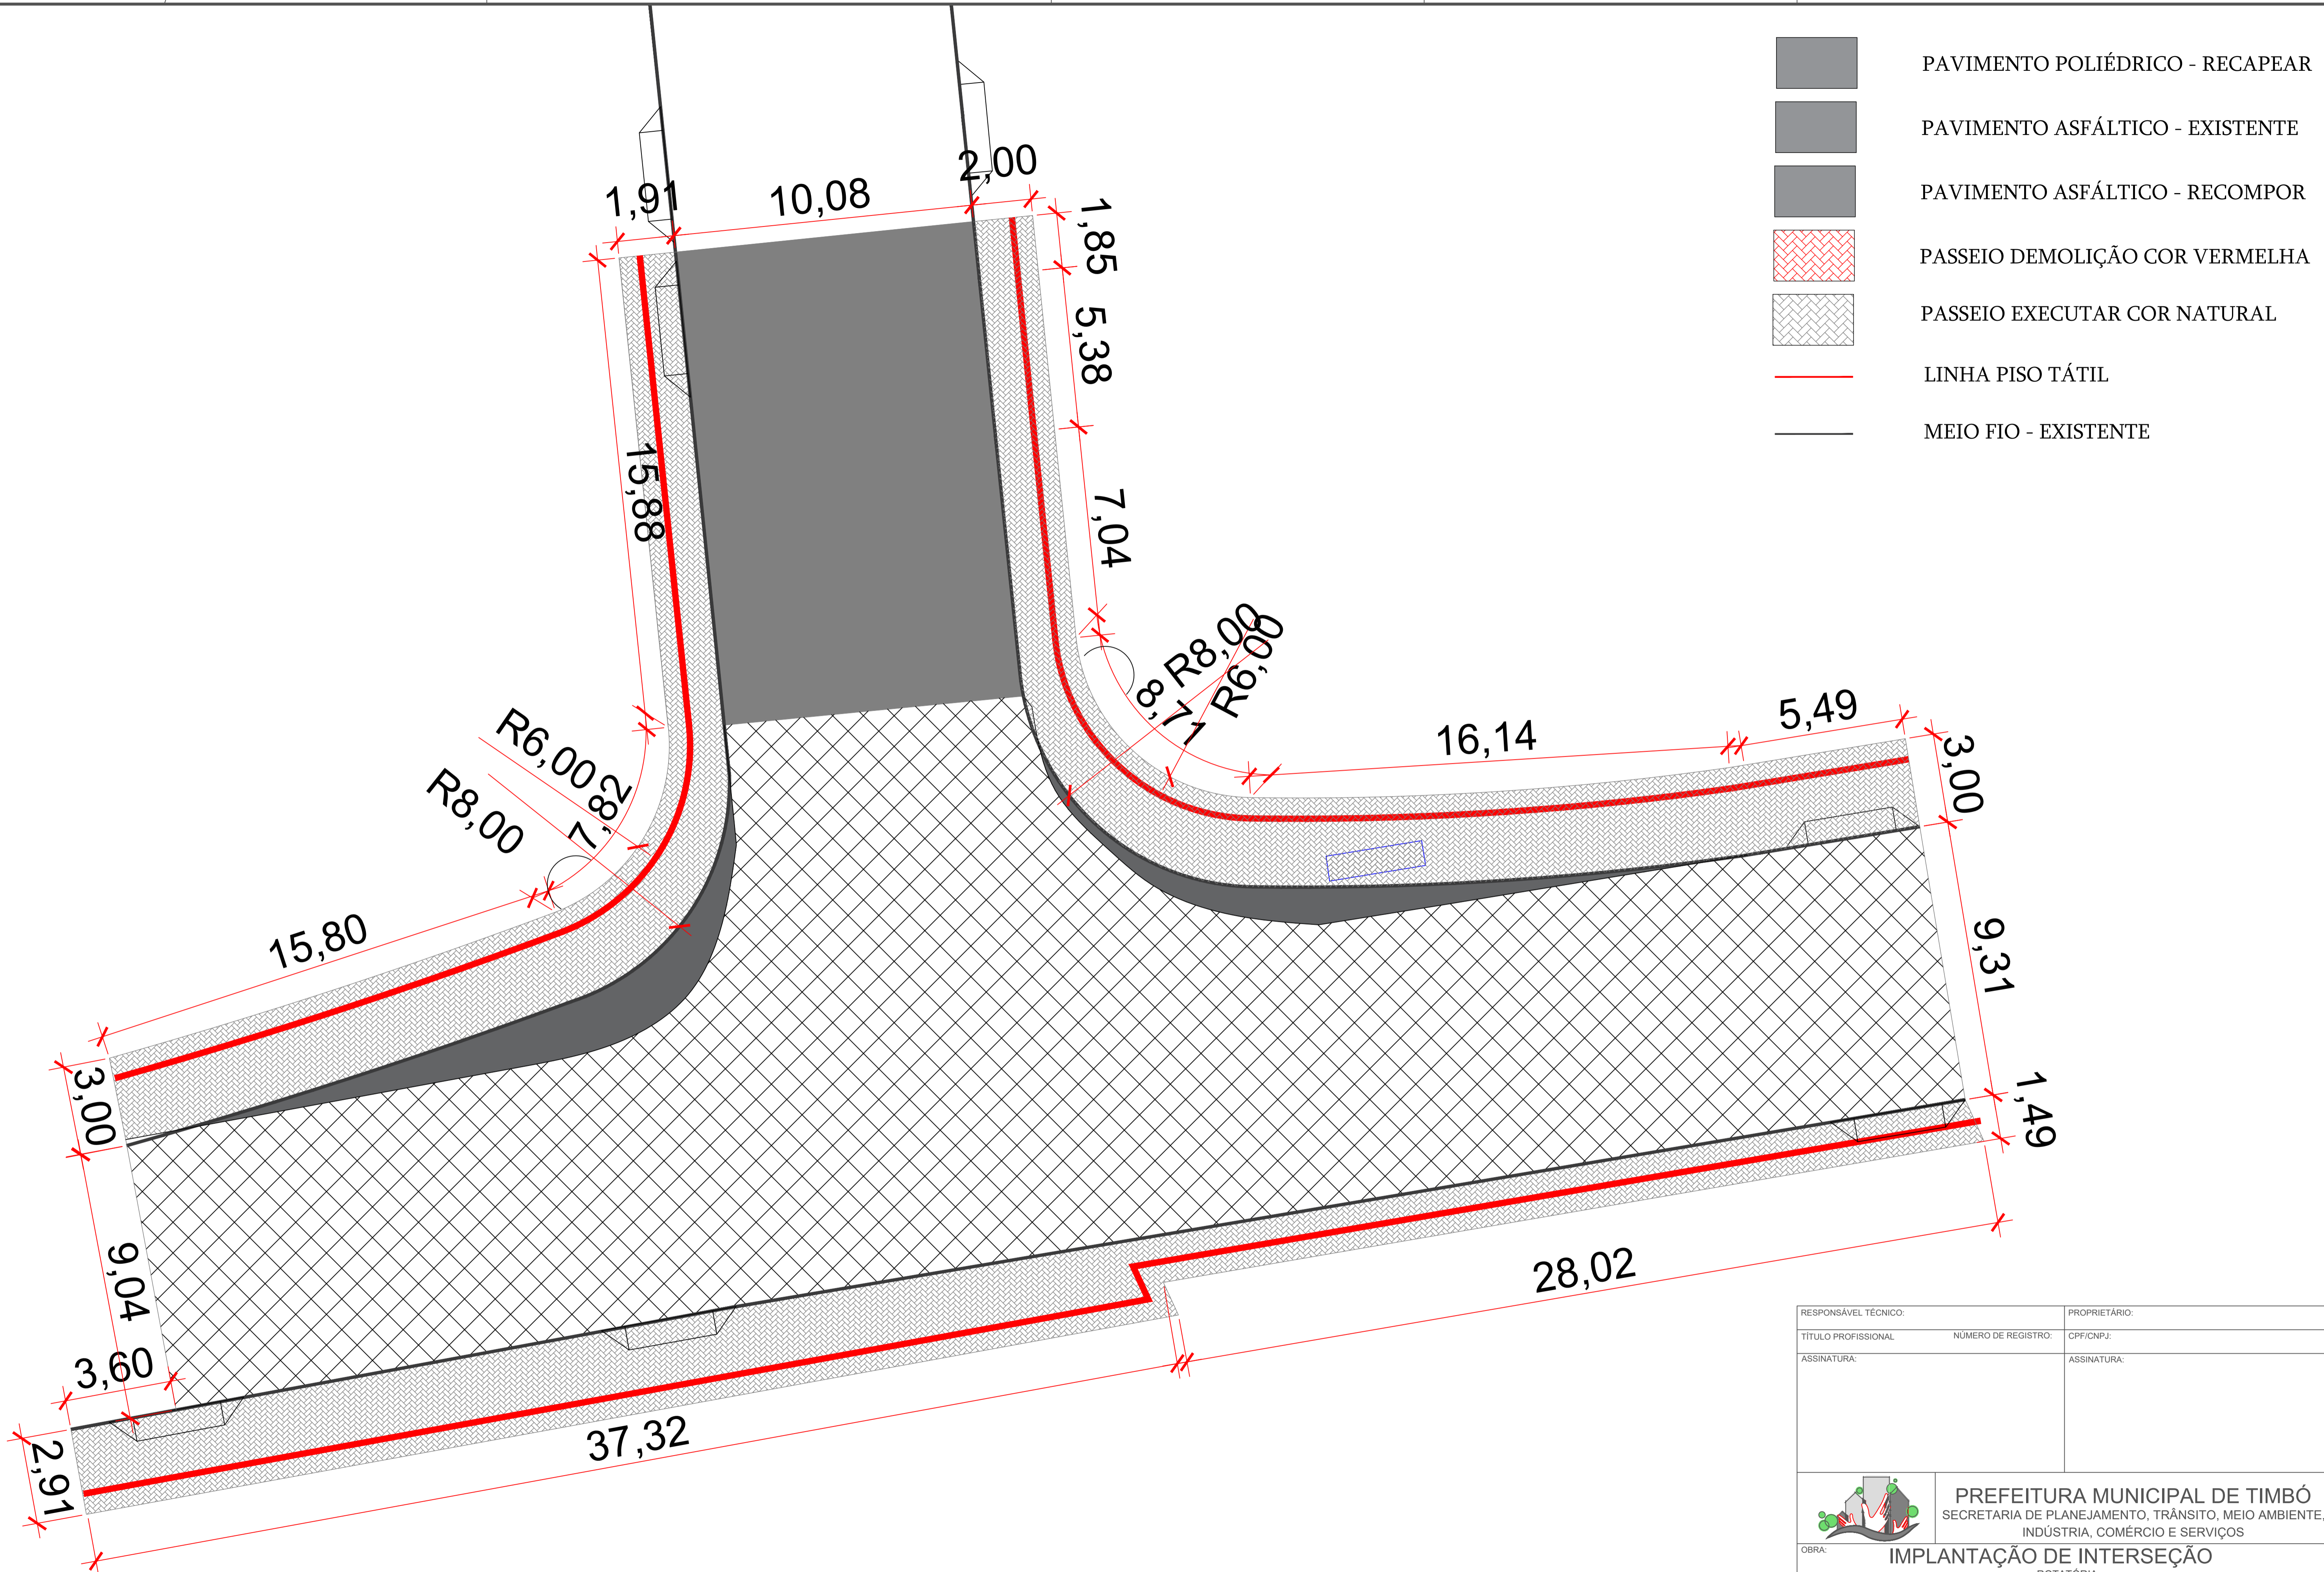 PAVIMENTO POLIÉDRICO - RECAPEAR
PAVIMENTO ASFÁLTICO - EXISTENTE
PAVIMENTO ASFÁLTICO - RECOMPOR
PASSEIO DEMOLIÇÃO COR VERMELHA
PASSEIO EXECUTAR COR NATURAL
LINHA PISO TÁTIL
MEIO FIO - EXISTENTE
1,91
10,08
2,00
1,85
5,38
7,04
15,88
R8,00
R6,00
8,71
16,14
5,49
3,00
R6,00
R8,00
7,82
15,80
3,00
9,31
1,49
9,04
3,60
2,91
37,32
28,02
RESPONSÁVEL TÉCNICO:
PROPRIETÁRIO:
TÍTULO PROFISSIONAL
NÚMERO DE REGISTRO:
CPF/CNPJ:
ASSINATURA:
ASSINATURA:
PREFEITURA MUNICIPAL DE TIMBÓ
SECRETARIA DE PLANEJAMENTO, TRÂNSITO, MEIO AMBIENTE,
INDÚSTRIA, COMÉRCIO E SERVIÇOS
OBRA:
IMPLANTAÇÃO DE INTERSEÇÃO